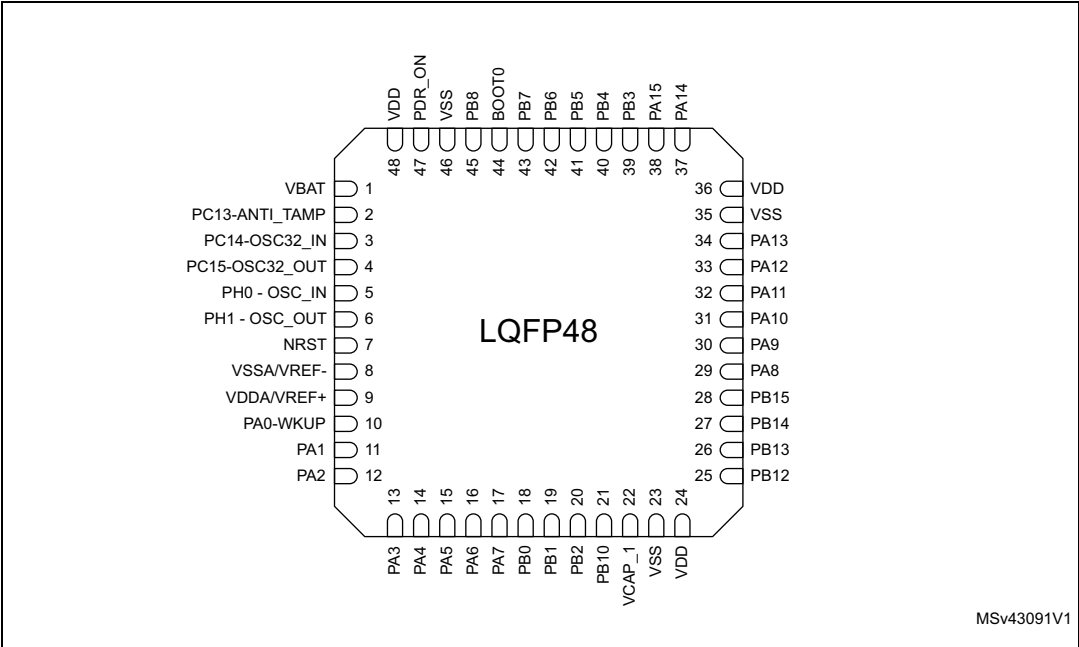 VDD
PDR_ON
VSS
PB8
BOOT0
PB7
PB6
PB5
PB4
PB3
PA15
PA14
48
47
46
45
44
43
42
41
40
39
38
37
VBAT 1
PC13-ANTI_TAMP 2
PC14-OSC32_IN 3
PC15-OSC32_OUT 4
PH0 - OSC_IN 5
PH1 - OSC_OUT 6
NRST 7
VSSA/VREF- 8
VDDA/VREF+ 9
PA0-WKUP 10
PA1 11
PA2 12
LQFP48
36 VDD
35 VSS
34 PA13
33 PA12
32 PA11
31 PA10
30 PA9
29 PA8
28 PB15
27 PB14
26 PB13
25 PB12
13
14
15
16
17
18
19
20
21
22
23
24
PA3
PA4
PA5
PA6
PA7
PB0
PB1
PB2
PB10
VCAP_1
VSS
VDD
MSv43091V1